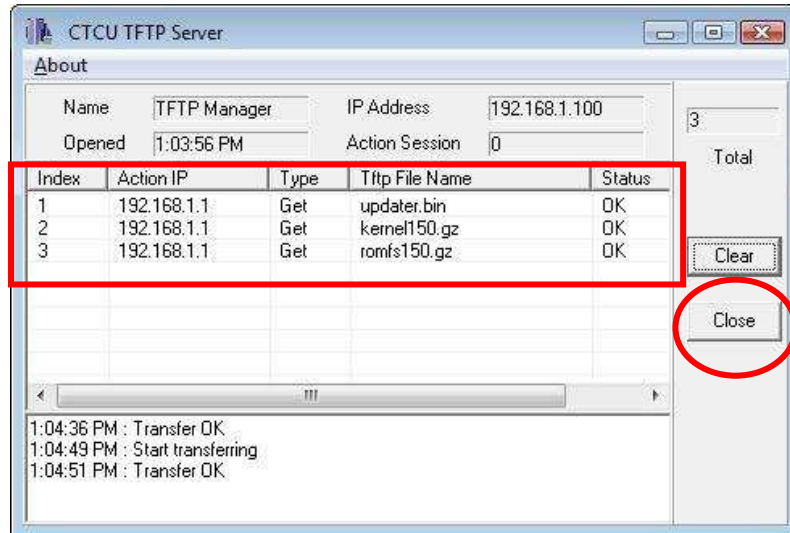 CTCU TFTP Server
About
Name TFTP Manager IP Address 192.168.1.100
Opened 1:03:56 PM Action Session 0
3
Total
Index Action IP Type Tftp File Name Status
1 192.168.1.1 Get updater.bin OK
2 192.168.1.1 Get kernel150.gz OK
3 192.168.1.1 Get romfs150.gz OK
Clear
Close
1:04:36 PM : Transfer OK
1:04:49 PM : Start transferring
1:04:51 PM : Transfer OK